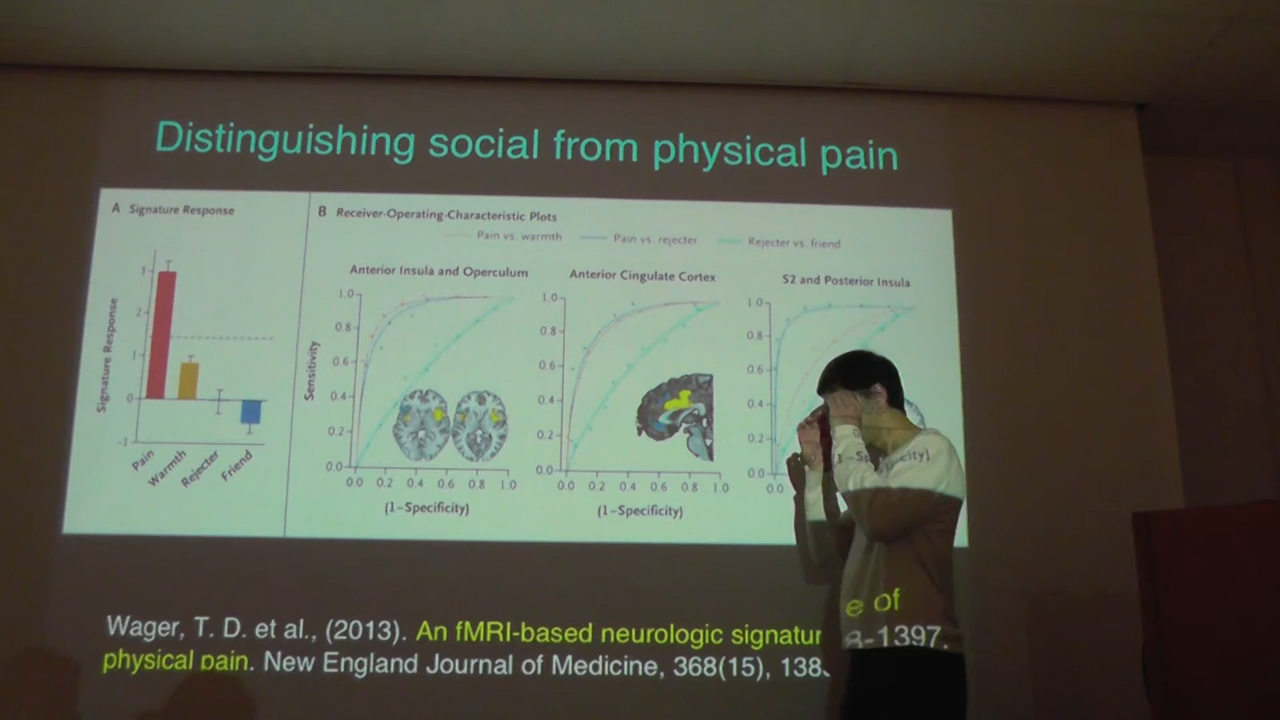 Distinguishing social from physical pain
A Signature Response
B Receiver-Operating-Characteristic Plots
Pain vs. warmth
Pain vs. rejecter
Rejecter vs. friend
Signature Response
3
2
1
0
-1
Pain
Warmth
Rejecter
Friend
Anterior Insula and Operculum
Sensitivity
1.0
0.8
0.6
0.4
0.2
0.0
0.0 0.2 0.4 0.6 0.8 1.0
(1–Specificity)
Anterior Cingulate Cortex
1.0
0.8
0.6
0.4
0.2
0.0
0.0 0.2 0.4 0.6 0.8 1.0
(1–Specificity)
S2 and Posterior Insula
1.0
0.8
0.6
0.4
0.2
0.0
0.0
Wager, T. D. et al., (2013). An fMRI-based neurologic signatur e of
physical pain. New England Journal of Medicine, 368(15), 138 8-1397.